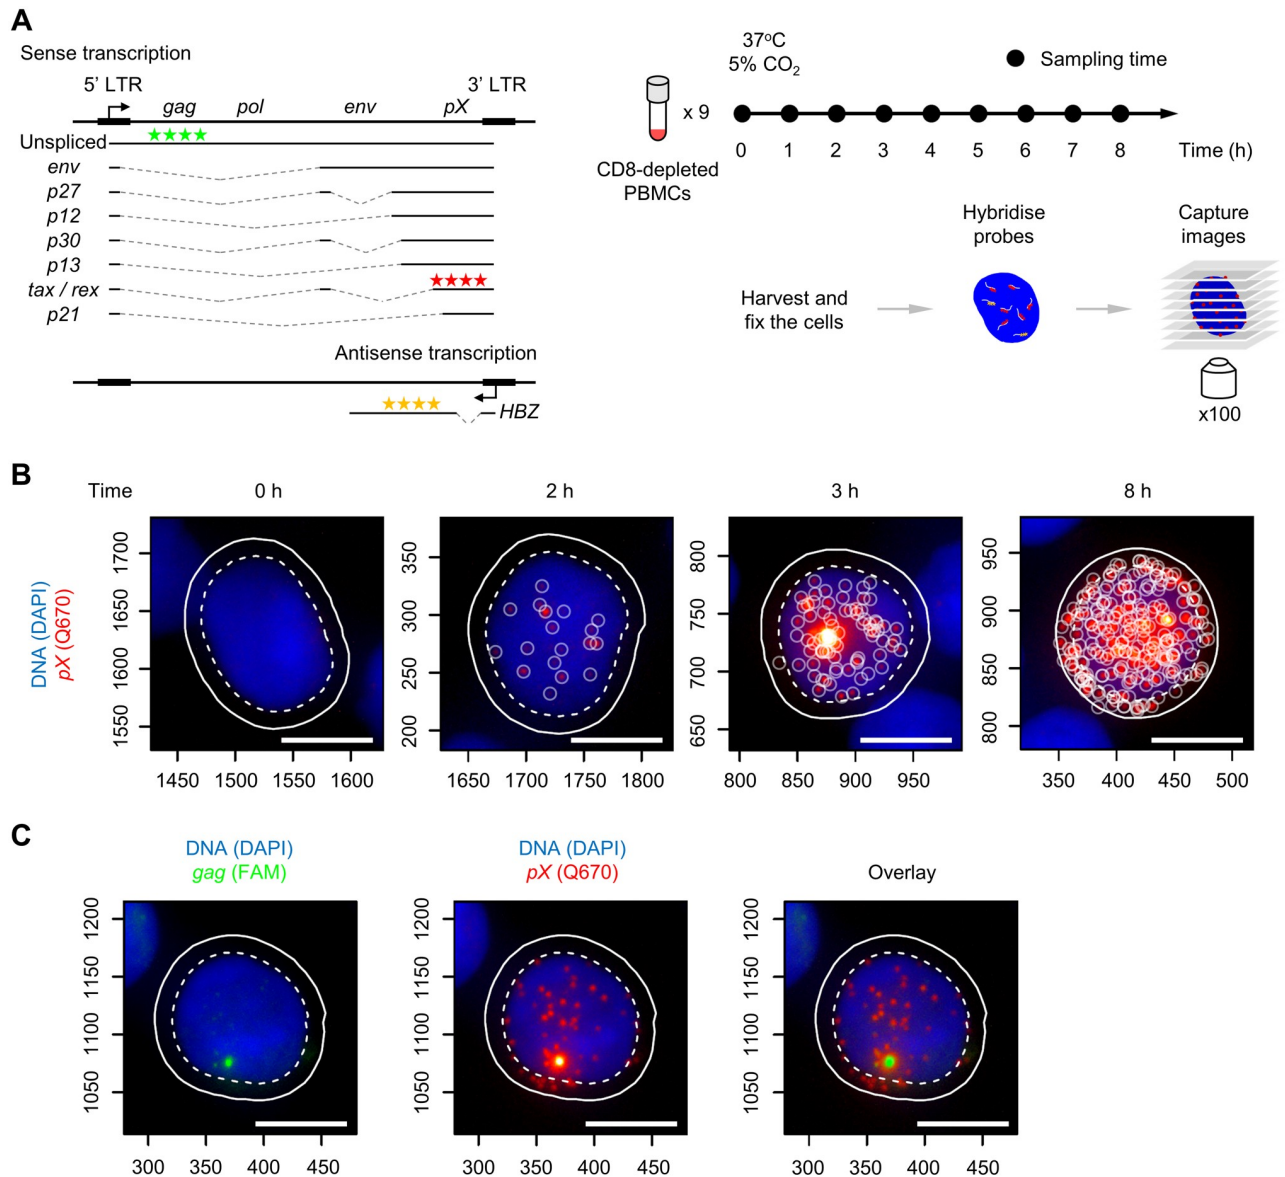 A
Sense transcription
5’ LTR
3’ LTR
gag
pol
env
pX
Unspliced
env
p27
p12
p30
p13
tax / rex
p21
Antisense transcription
HBZ
37°C
5% CO2
Sampling time
x 9
0 1 2 3 4 5 6 7 8 Time (h)
CD8-depleted
PBMCs
Hybridise
probes
Capture
images
Harvest and
fix the cells
x100
B
Time 0 h 2 h 3 h 8 h
DNA (DAPI)
pX (Q670)
1700
1650
1600
1550
1450 1500 1550 1600
350
300
250
200
1650 1700 1750 1800
800
750
700
650
800 850 900 950
950
900
850
800
350 400 450 500
C
DNA (DAPI)
gag (FAM)
DNA (DAPI)
pX (Q670)
Overlay
1200
1150
1100
1050
300 350 400 450
1200
1150
1100
1050
300 350 400 450
1200
1150
1100
1050
300 350 400 450